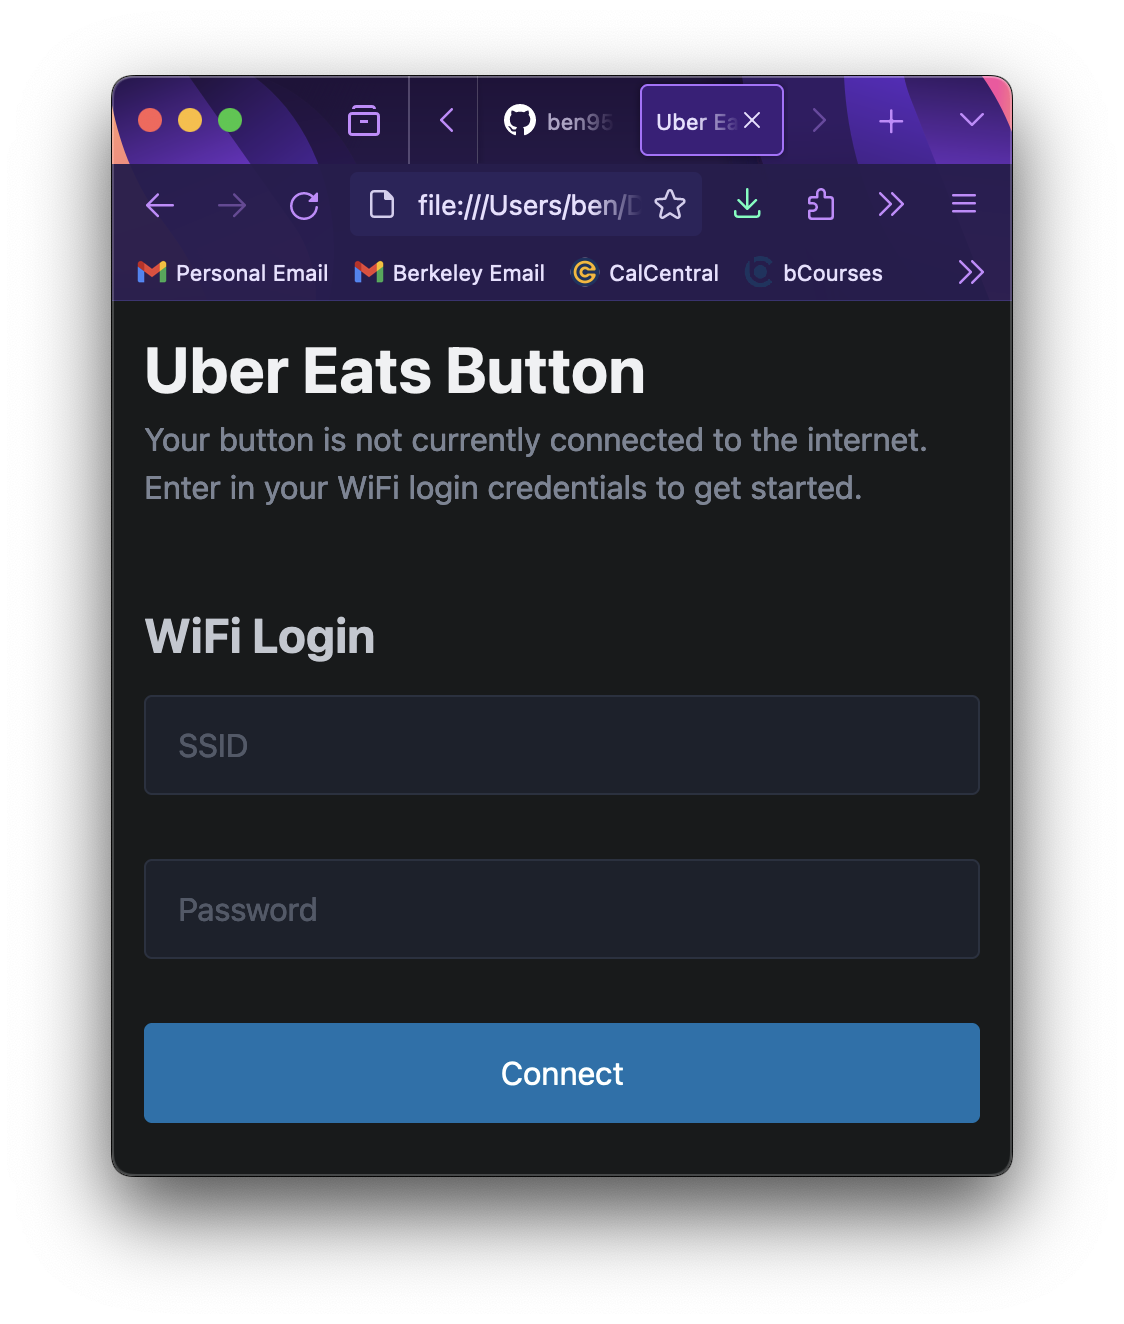 ben95
Uber Ea
file:///Users/ben/D
Personal Email Berkeley Email CalCentral bCourses
Uber Eats Button
Your button is not currently connected to the internet.
Enter in your WiFi login credentials to get started.
WiFi Login
SSID
Password
Connect